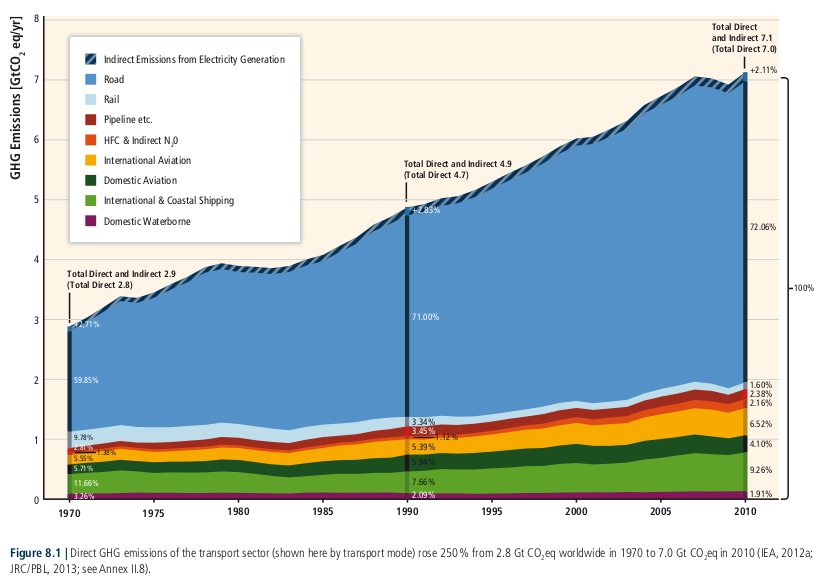 Total Direct
and Indirect 7.1
(Total Direct 7.0)
GHG Emissions [GtCO2 eq/yr]
8
7
6
5
4
3
2
1
0
Indirect Emissions from Electricity Generation
Road
Rail
Pipeline etc.
HFC & Indirect N20
International Aviation
Domestic Aviation
International & Coastal Shipping
Domestic Waterborne
Total Direct and Indirect 2.9
(Total Direct 2.8)
+2.71%
59.85%
9.78%
2.81%
1.38%
5.55%
5.71%
11.66%
3.26%
Total Direct and Indirect 4.9
(Total Direct 4.7)
+2.83%
71.00%
3.34%
3.45%
1.12%
5.39%
5.94%
7.66%
2.09%
+2.11%
72.06%
1.60%
2.38%
2.16%
6.52%
4.10%
9.26%
1.91%
100%
1970
1975
1980
1985
1990
1995
2000
2005
2010
Figure 8.1 | Direct GHG emissions of the transport sector (shown here by transport mode) rose 250 % from 2.8 Gt CO2eq worldwide in 1970 to 7.0 Gt CO2eq in 2010 (IEA, 2012a;
JRC/PBL, 2013; see Annex II.8).